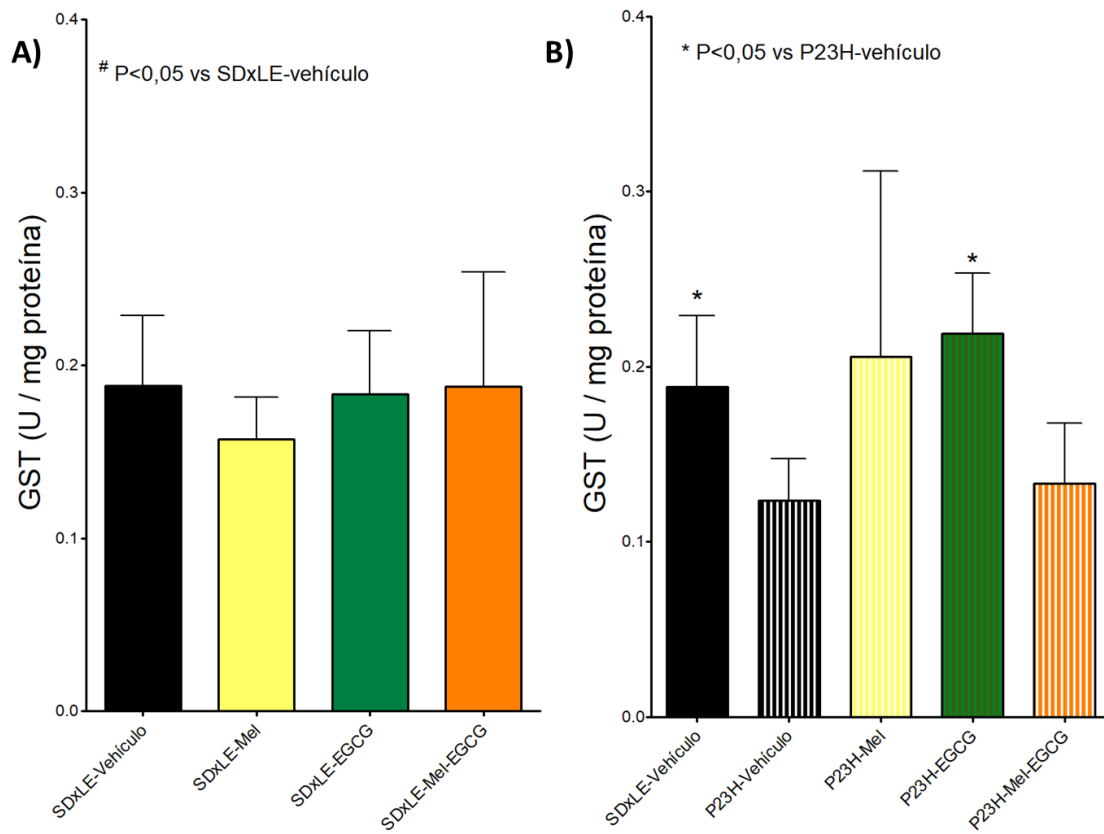 A)
# P<0,05 vs SDxLE-vehículo
GST (U / mg proteína)
0.4
0.3
0.2
0.1
0.0
SDxLE-Vehículo
SDxLE-Mel
SDxLE-EGCG
SDxLE-Mel-EGCG
B)
* P<0,05 vs P23H-vehículo
GST (U / mg proteína)
0.4
0.3
0.2
0.1
0.0
*
*
SDxLE-Vehículo
P23H-Vehículo
P23H-Mel
P23H-EGCG
P23H-Mel-EGCG